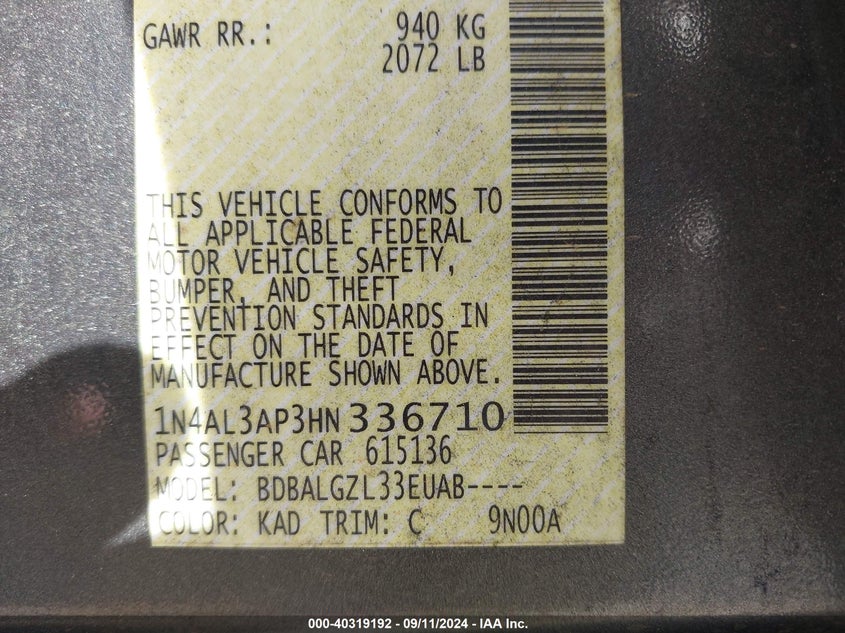 GAWR RR.: 940 KG
2072 LB
THIS VEHICLE CONFORMS TO
ALL APPLICABLE FEDERAL
MOTOR VEHICLE SAFETY,
BUMPER, AND THEFT
PREVENTION STANDARDS IN
EFFECT ON THE DATE OF
MANUFACTURE SHOWN ABOVE.
1N4AL3AP3HN336710
PASSENGER CAR 615136
MODEL: BDBALGZL33EUAB----
COLOR: KAD TRIM: C 9N00A
000-40319192 - 09/11/2024 - IAA Inc.